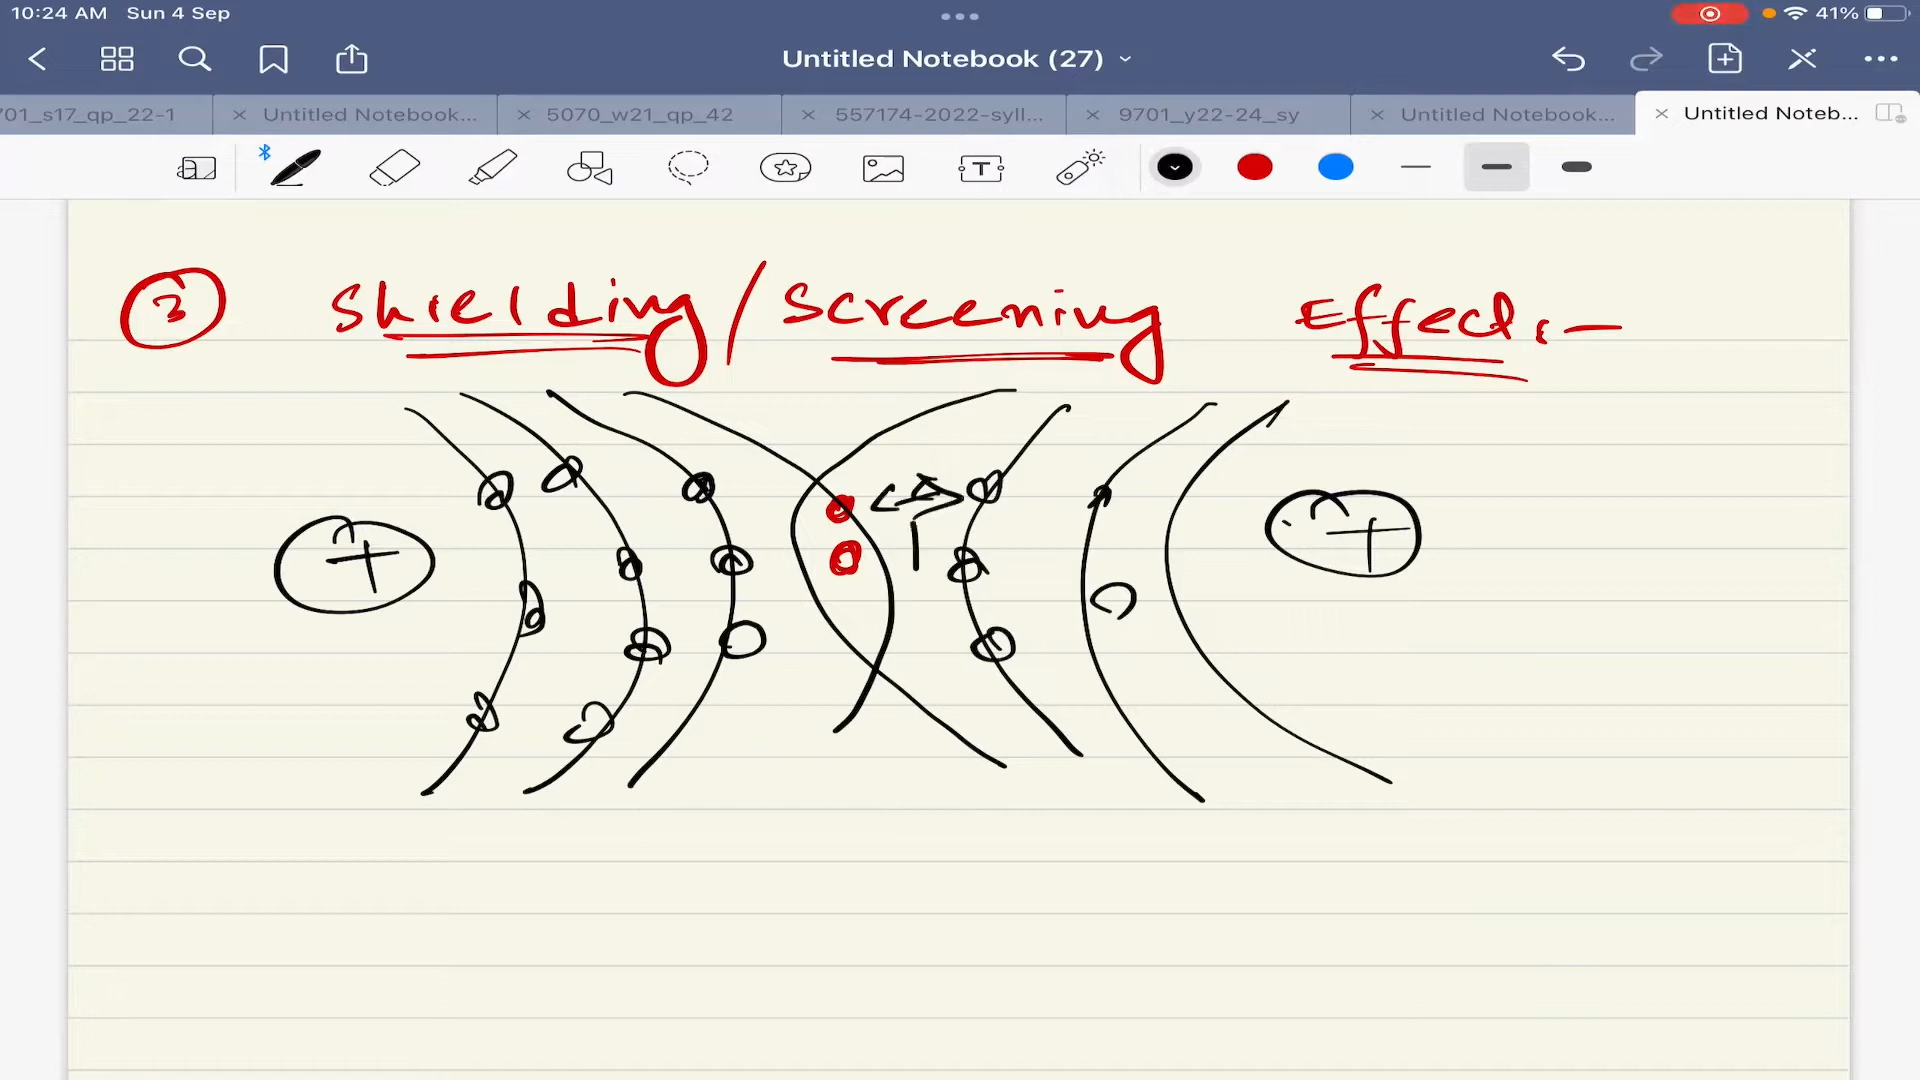 10:24 AM Sun 4 Sep
41%
Untitled Notebook (27)
701_s17_qp_22-1
Untitled Notebook...
5070_w21_qp_42
557174-2022-syll...
9701_y22-24_sy
Untitled Notebook...
Untitled Noteb...
a
T
3 Shielding/Screening Effect:-
+ +